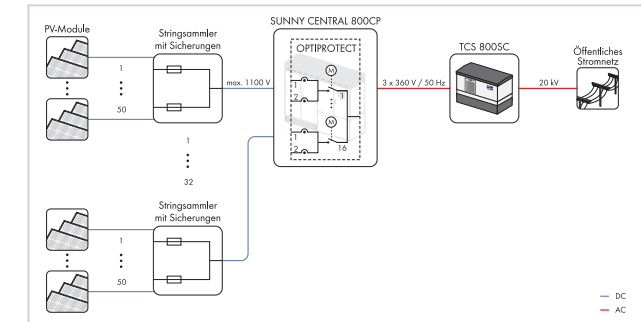 SUNNY CENTRAL 800CP
PV-Module
Stringsammler
mit Sicherungen
OPTIPROTECT
TCS 800SC
Öffentliches
Stromnetz
1
50
max. 1100 V
M
1
2
1
M
1
2
16
3 x 360 V / 50 Hz
20 kV
1
32
Stringsammler
mit Sicherungen
1
50
DC
AC